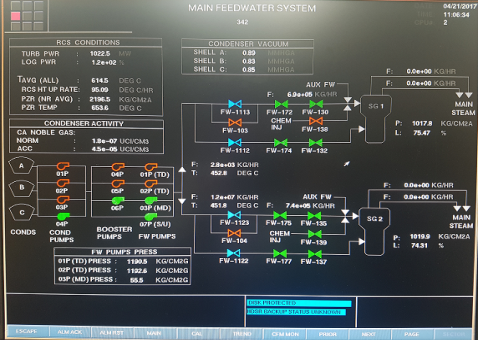 MAIN FEEDWATER SYSTEM
342
04/21/2017
11:06:34
2
RCS CONDITIONS
TURB PWR : 1022.5 MW
LOG PWR : 1.2e+02 %
TAVG (ALL) : 614.5 DEG C
RCS HT UP RATE: 95.09 DEG C/HR
PZR (NR AVG) : 2196.5 KG/CM2A
PZR TEMP : 653.6 DEG C
CONDENSER VACUUM
SHELL A: 0.89 MMHGA
SHELL B: 0.83 MMHGA
SHELL C: 0.85 MMHGA
CONDENSER ACTIVITY
CA NOBLE GAS:
NORM : 1.8e-07 UCI/CM3
ACC : 4.5e-05 UCI/CM3
FW-1113
FW-172
FW-130
F: 6.9e+05 KG/HR
AUX FW
FW-103
CHEM INJ
FW-138
FW-1112
FW-174
FW-132
SG 1
F: 0.0e+00 KG/HR
F: 0.0e+00 KG/HR
MAIN STEAM
P: 1017.8 KG/CM2A
L: 75.47 %
F: 2.8e+03 KG/HR
T: 452.8 DEG C
F: 1.2e+07 KG/HR
T: 451.8 DEG C
F: 7.4e+05 KG/HR
AUX FW
FW-1123
FW-175
FW-135
FW-104
CHEM INJ
FW-139
FW-1122
FW-177
FW-137
SG 2
F: 0.0e+00 KG/HR
F: 0.0e+00 KG/HR
MAIN STEAM
P: 1019.9 KG/CM2A
L: 74.31 %
A
B
C
CONDS
01P
02P
03P
04P
COND PUMPS
04P
05P
06P
BOOSTER PUMPS
01P (TD)
02P (TD)
03P (MD)
07P (S/U)
FW PUMPS
FW PUMPS PRESS
01P (TD) PRESS : 1190.5 KG/CM2G
02P (TD) PRESS : 1192.6 KG/CM2G
03P (MD) PRESS : 55.5 KG/CM2G
DISK PROTECTED
HOGR BACKUP STATUS UNKNOWN
ESCAPE
ALM ACK
ALM RST
MAIN
CAL
TREND
CFM MON
PRIOR
NEXT
PAGE